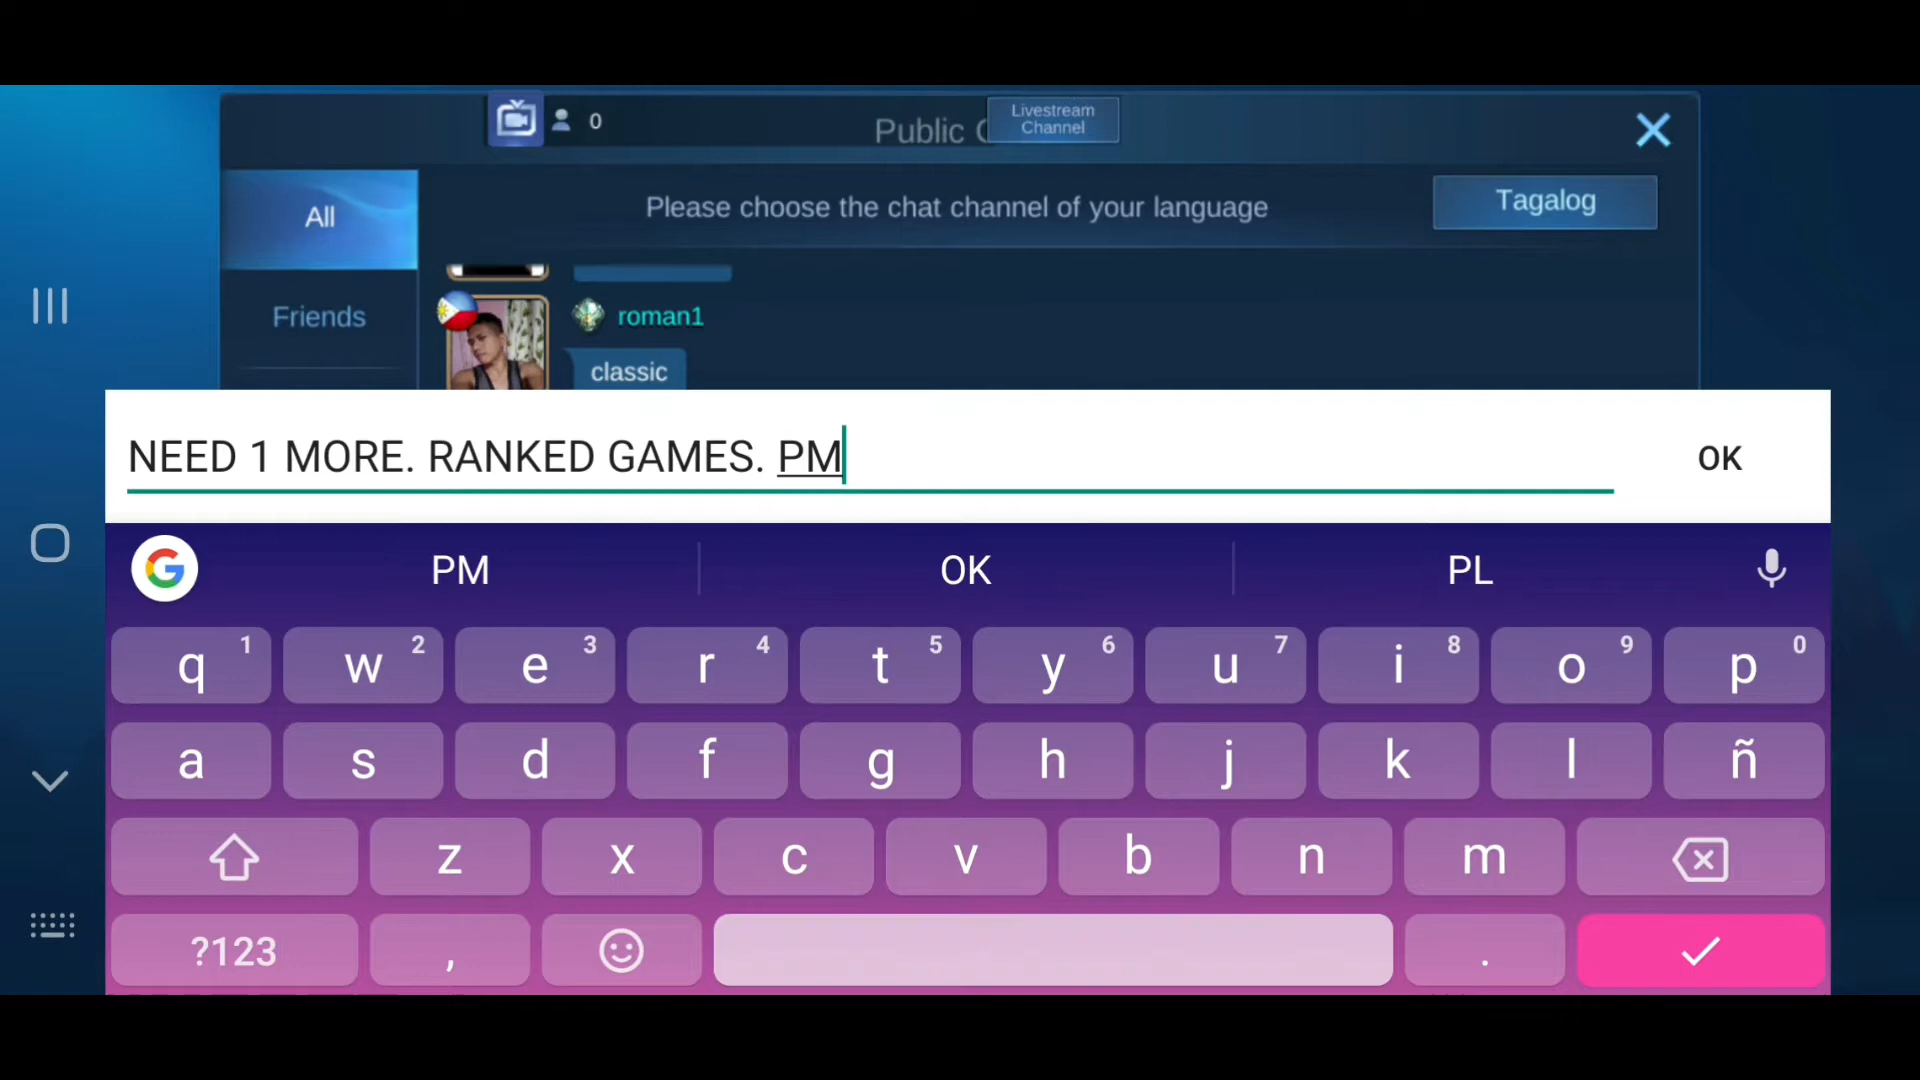 0
Public C
Livestream
Channel
All
Please choose the chat channel of your language
Tagalog
Friends
roman1
classic
NEED 1 MORE. RANKED GAMES. PM
OK
G
PM
OK
PL
q 1 w 2 e 3 r 4 t 5 y 6 u 7 i 8 o 9 p 0
a s d f g h j k l ñ
z x c v b n m
?123 , .